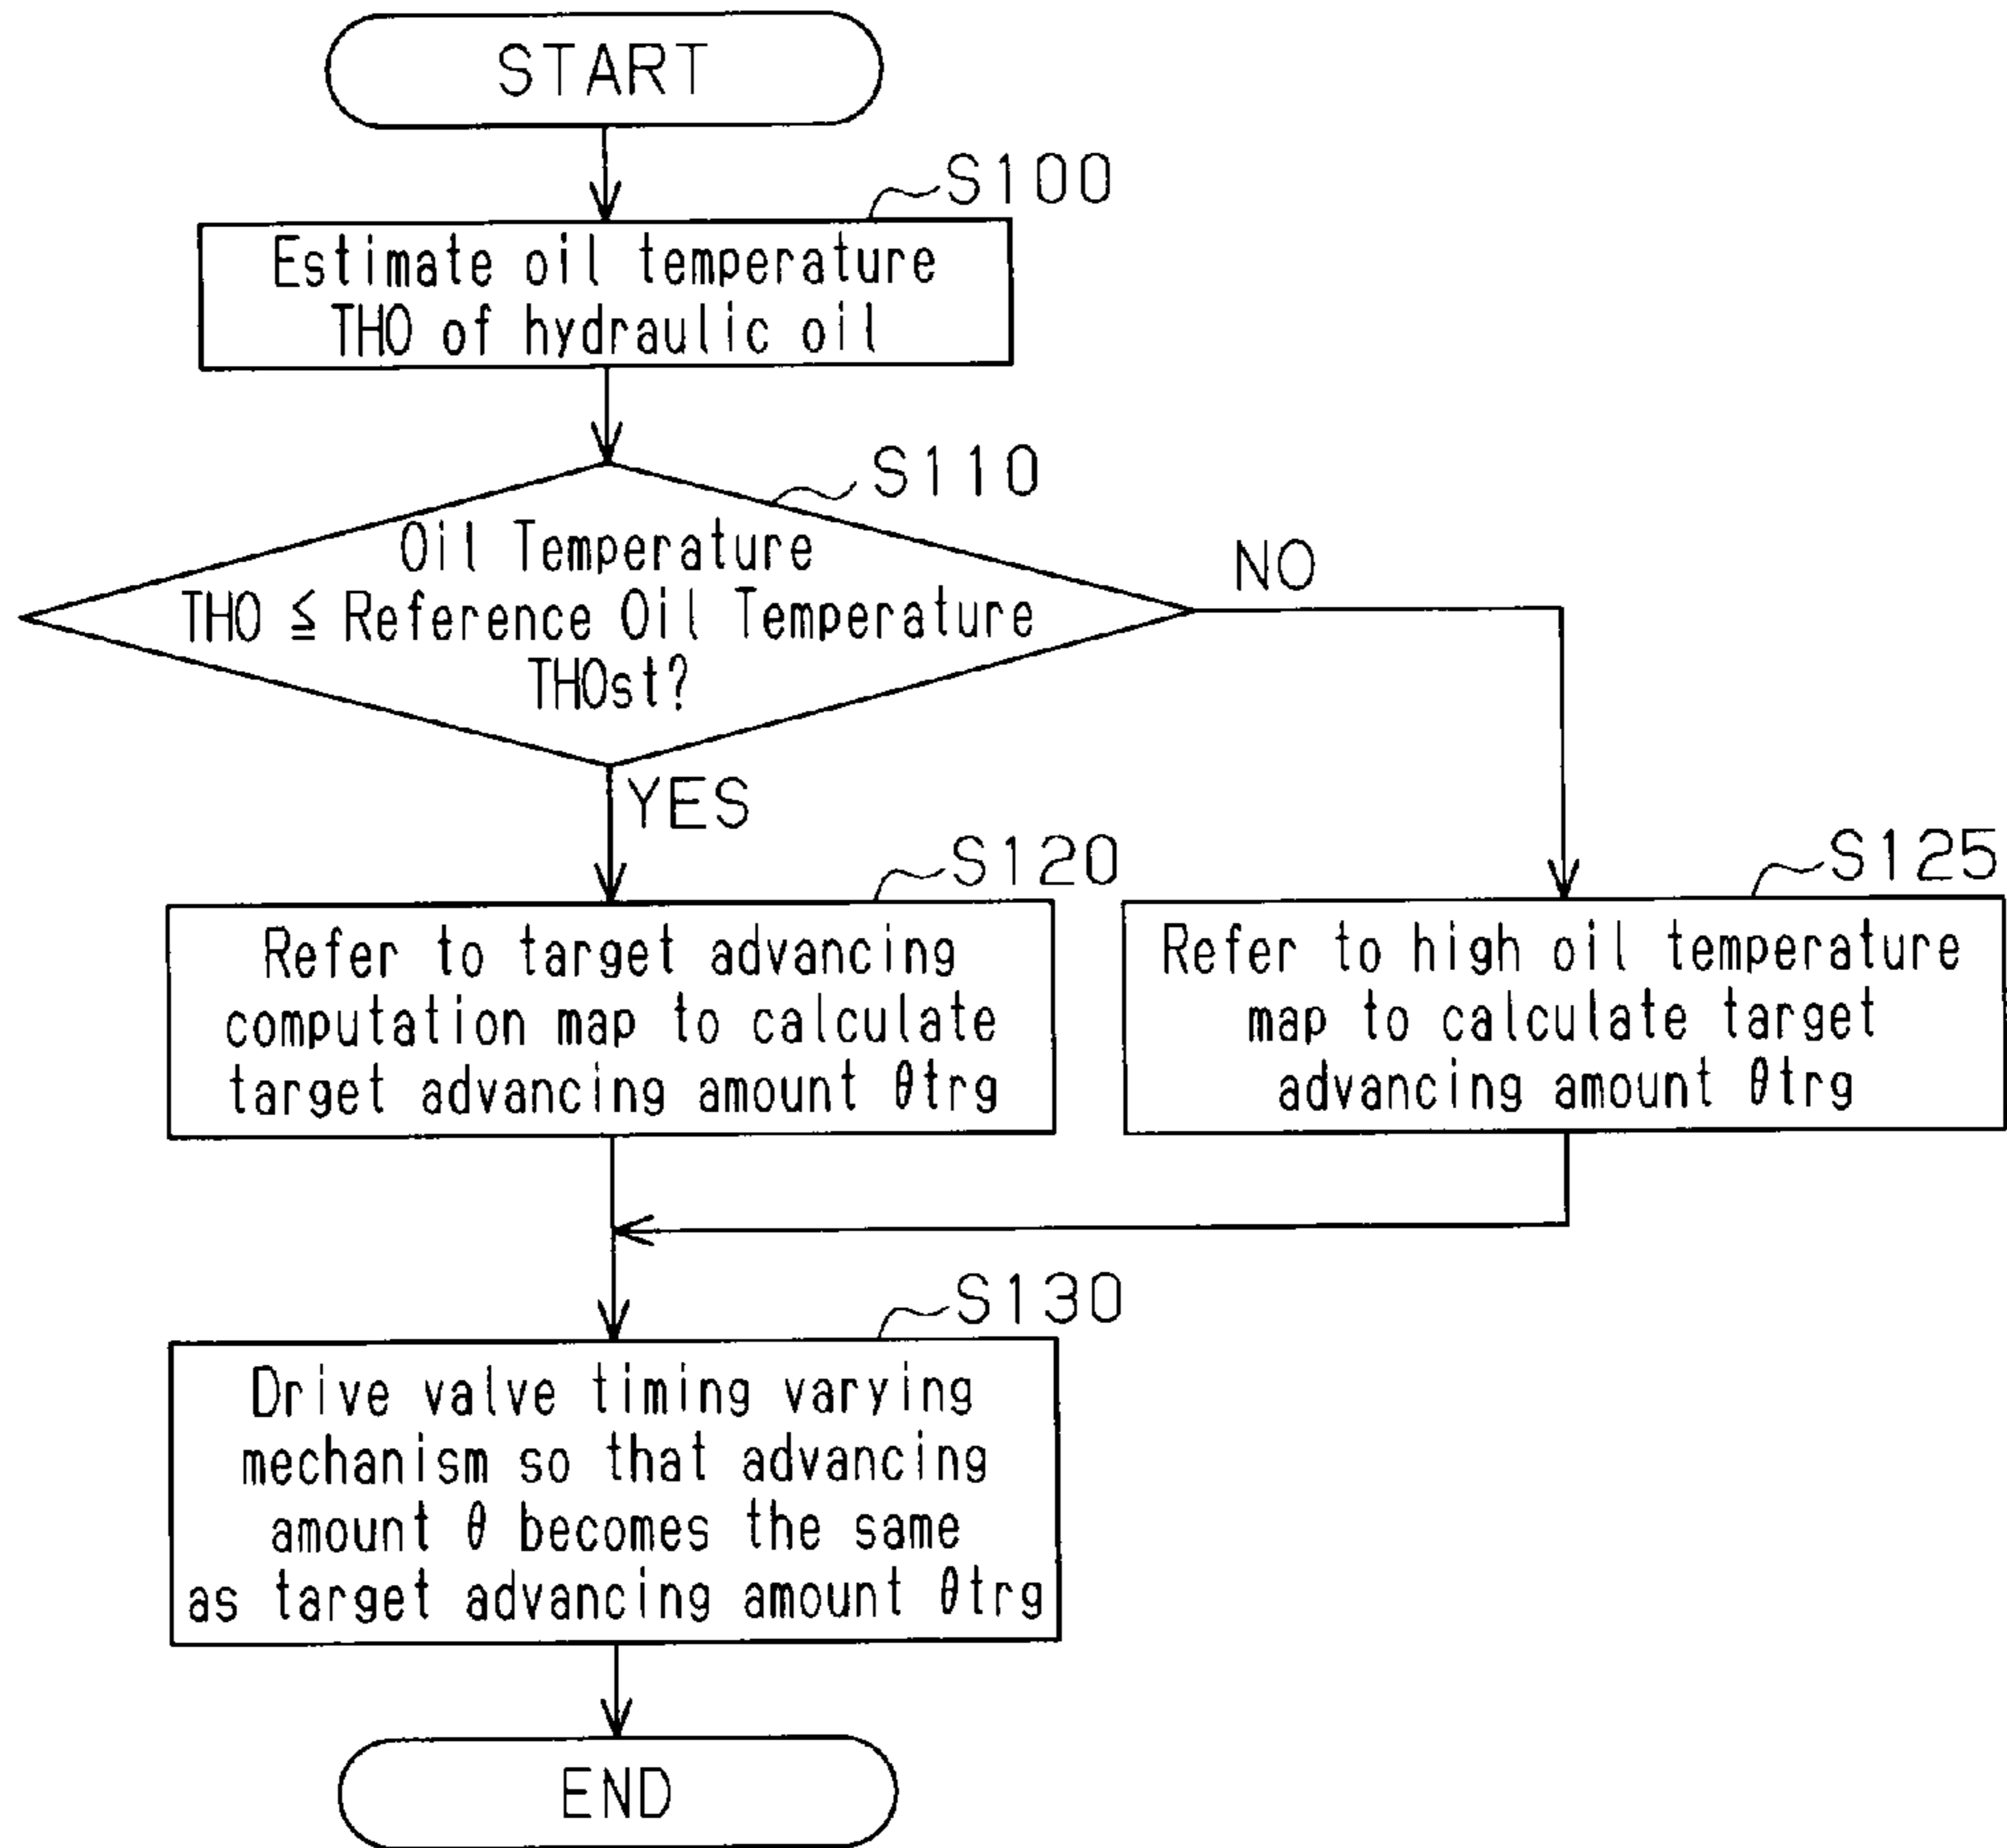 START
S100
Estimate oil temperature
THO of hydraulic oil
S110
Oil Temperature
THO ≦ Reference Oil Temperature
THOst?
NO
YES
S120
Refer to target advancing
computation map to calculate
target advancing amount θtrg
S125
Refer to high oil temperature
map to calculate target
advancing amount θtrg
S130
Drive valve timing varying
mechanism so that advancing
amount θ becomes the same
as target advancing amount θtrg
END